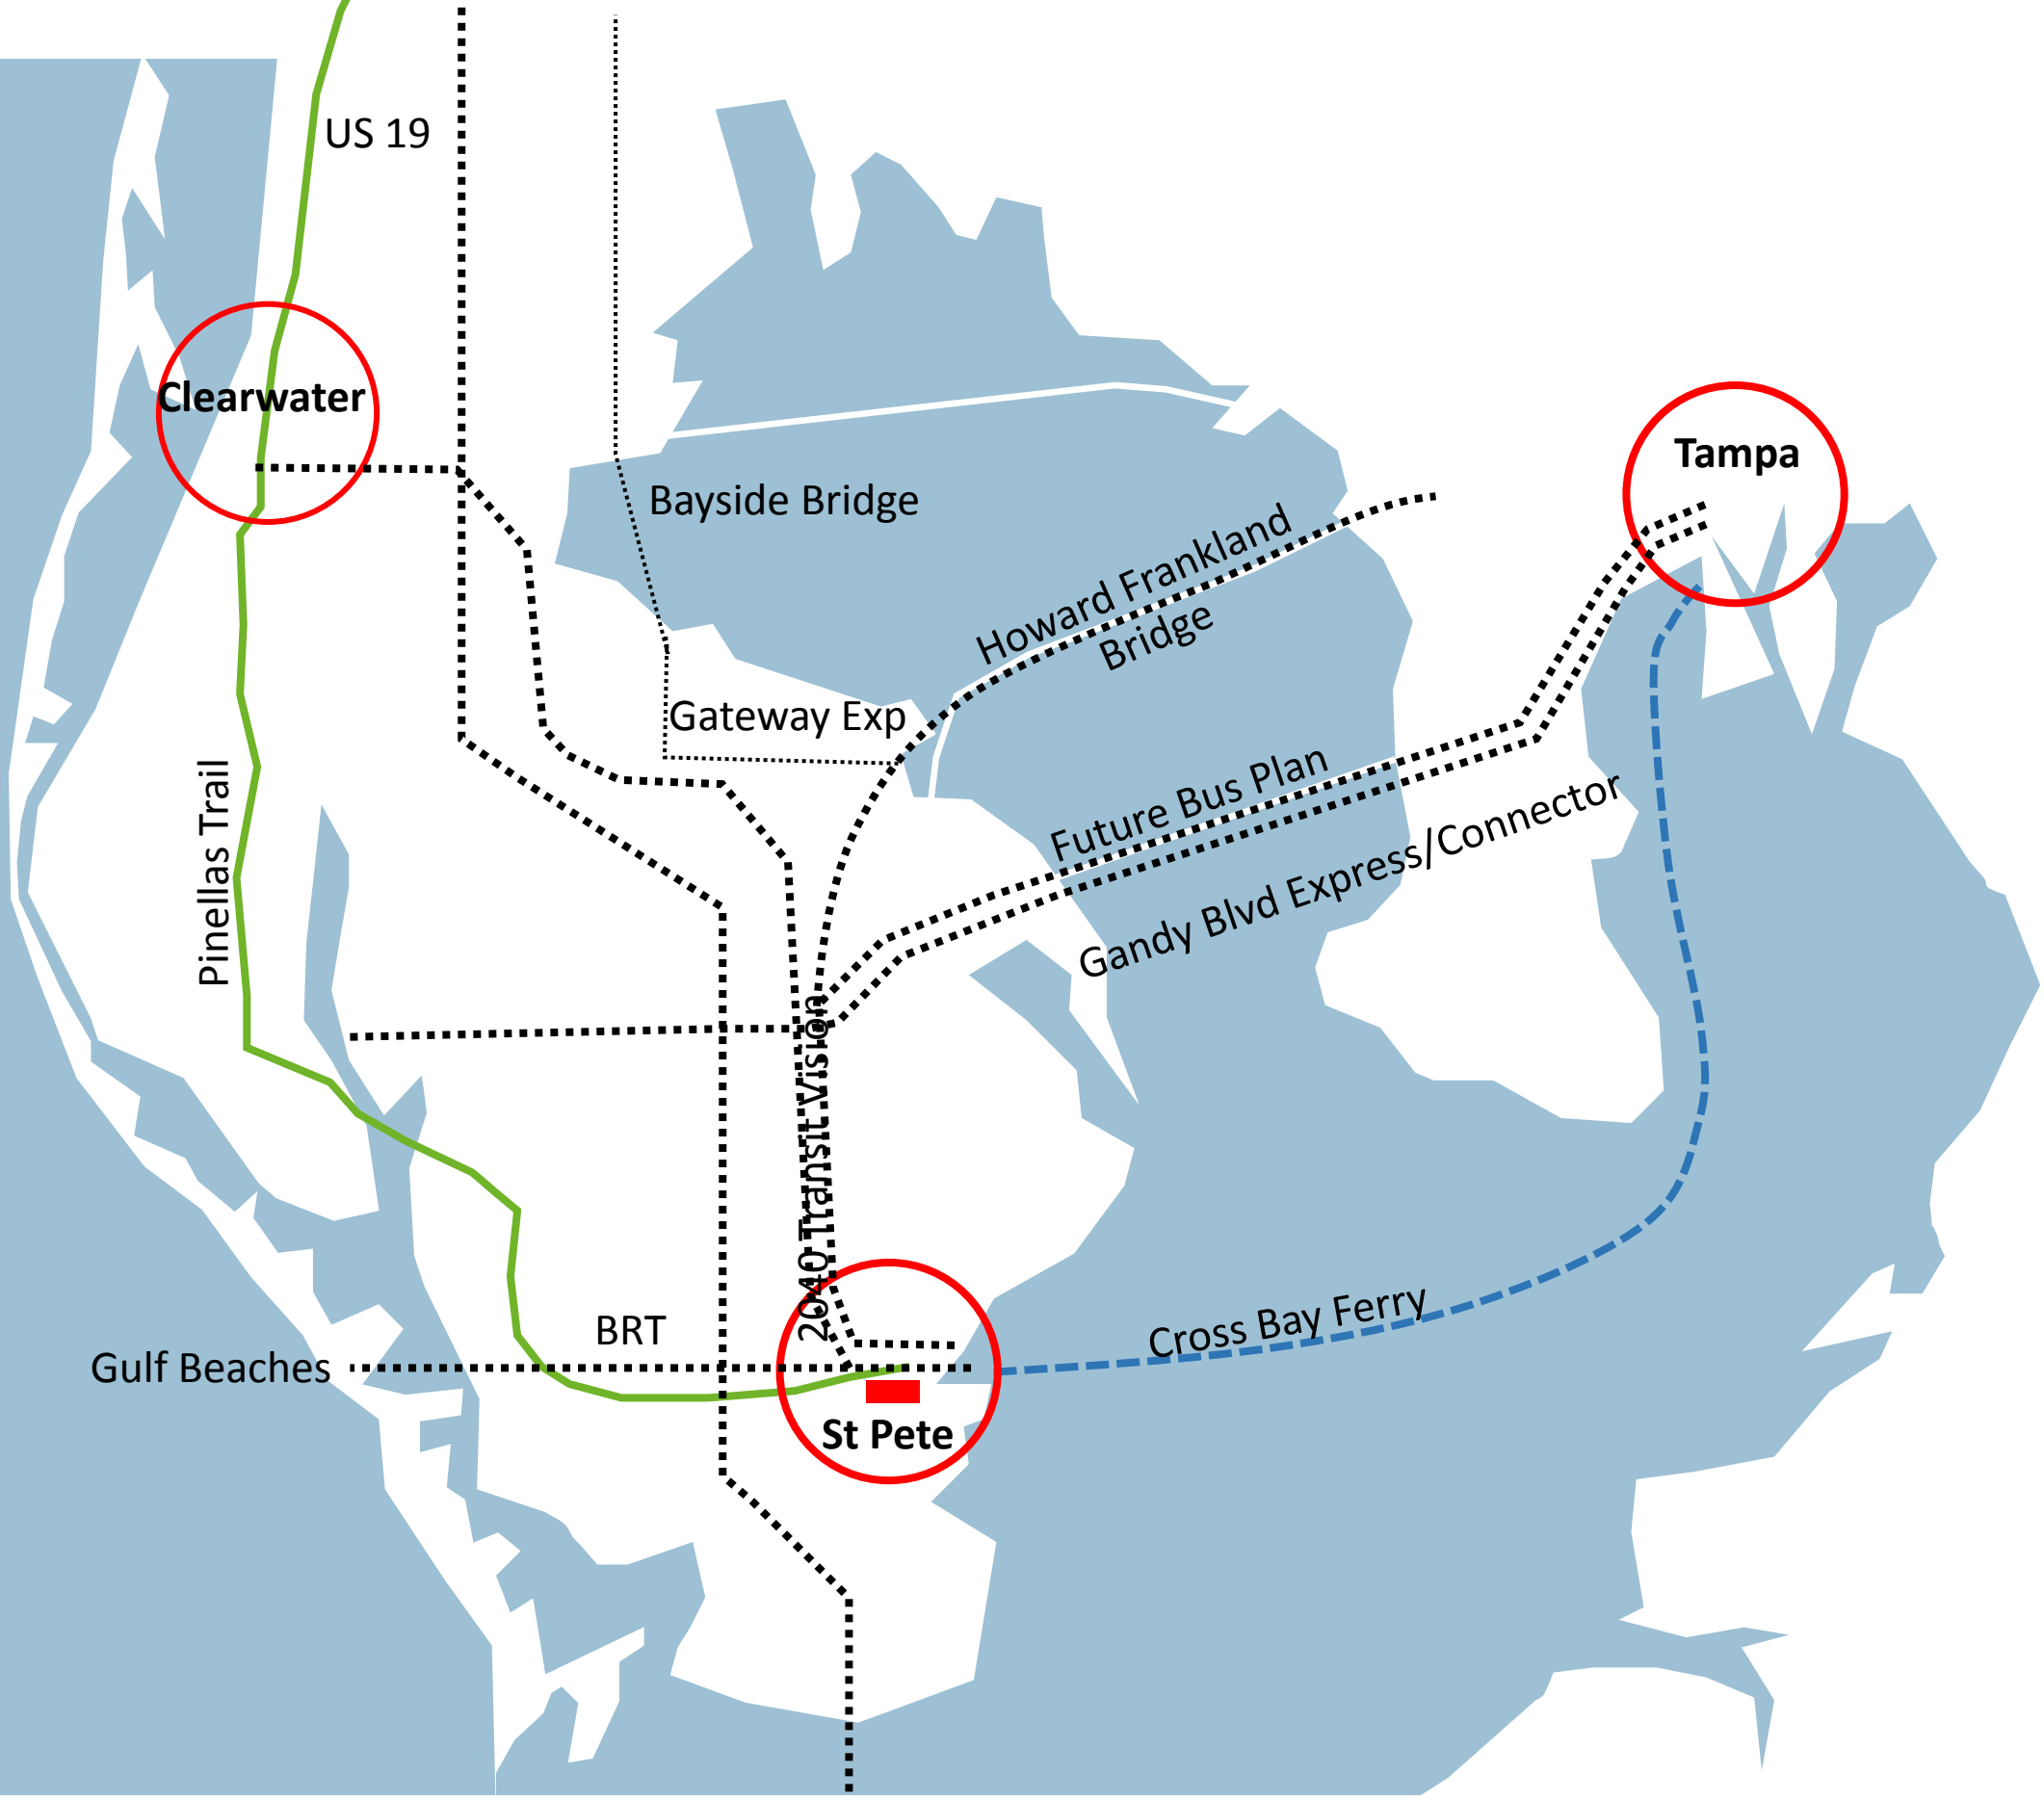 US 19
Clearwater
Tampa
Bayside Bridge
Howard Frankland
Bridge
Gateway Exp
Future Bus Plan
Gandy Blvd Express/Connector
Pinellas Trail
2040 Transit Vision
BRT
Gulf Beaches
Cross Bay Ferry
St Pete